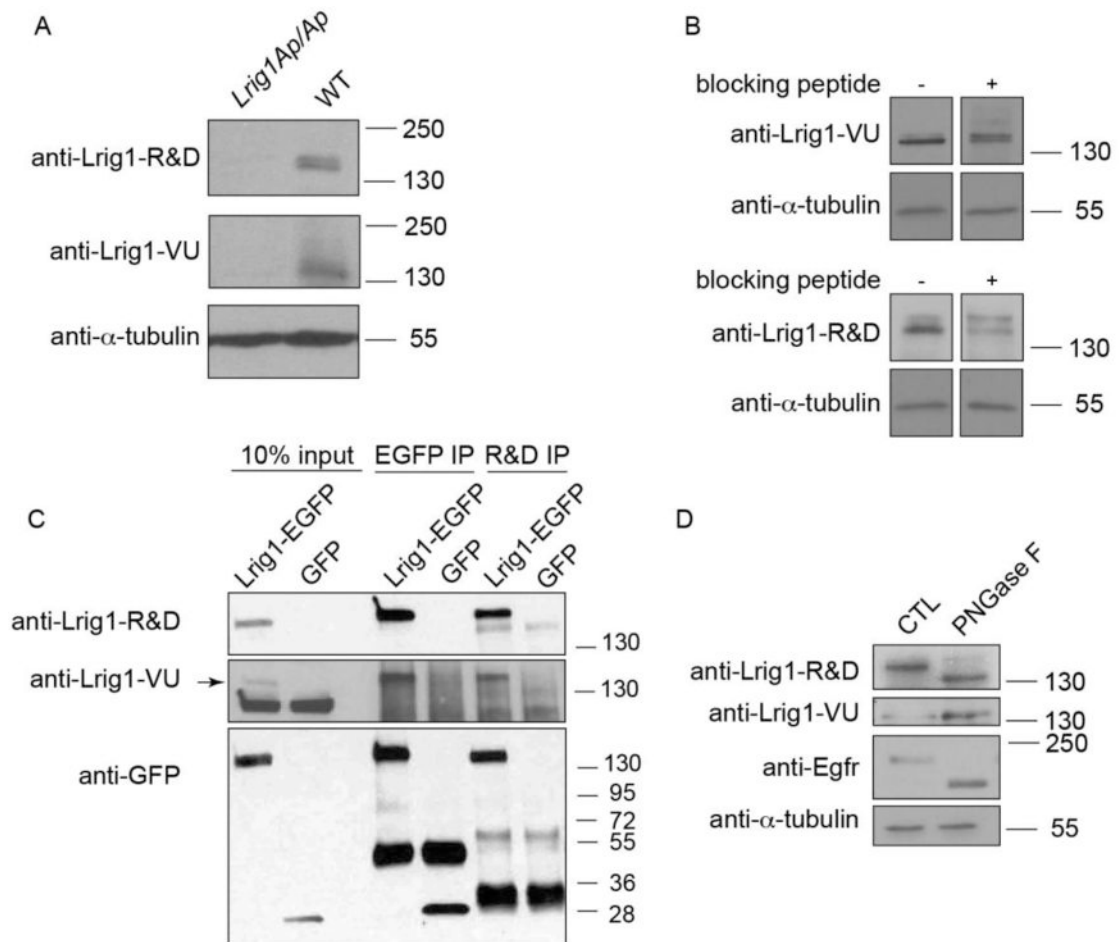 A
Lrig1Ap/Ap
WT
anti-Lrig1-R&D
250
130
anti-Lrig1-VU
250
130
anti-α-tubulin
55
B
blocking peptide - +
anti-Lrig1-VU
130
anti-α-tubulin
55
blocking peptide - +
anti-Lrig1-R&D
130
anti-α-tubulin
55
C
10% input EGFP IP R&D IP
Lrig1-EGFP GFP Lrig1-EGFP GFP Lrig1-EGFP GFP
anti-Lrig1-R&D
130
anti-Lrig1-VU
130
anti-GFP
130
95
72
55
36
28
D
CTL PNGase F
anti-Lrig1-R&D
130
anti-Lrig1-VU
130
250
anti-Egfr
anti-α-tubulin
55